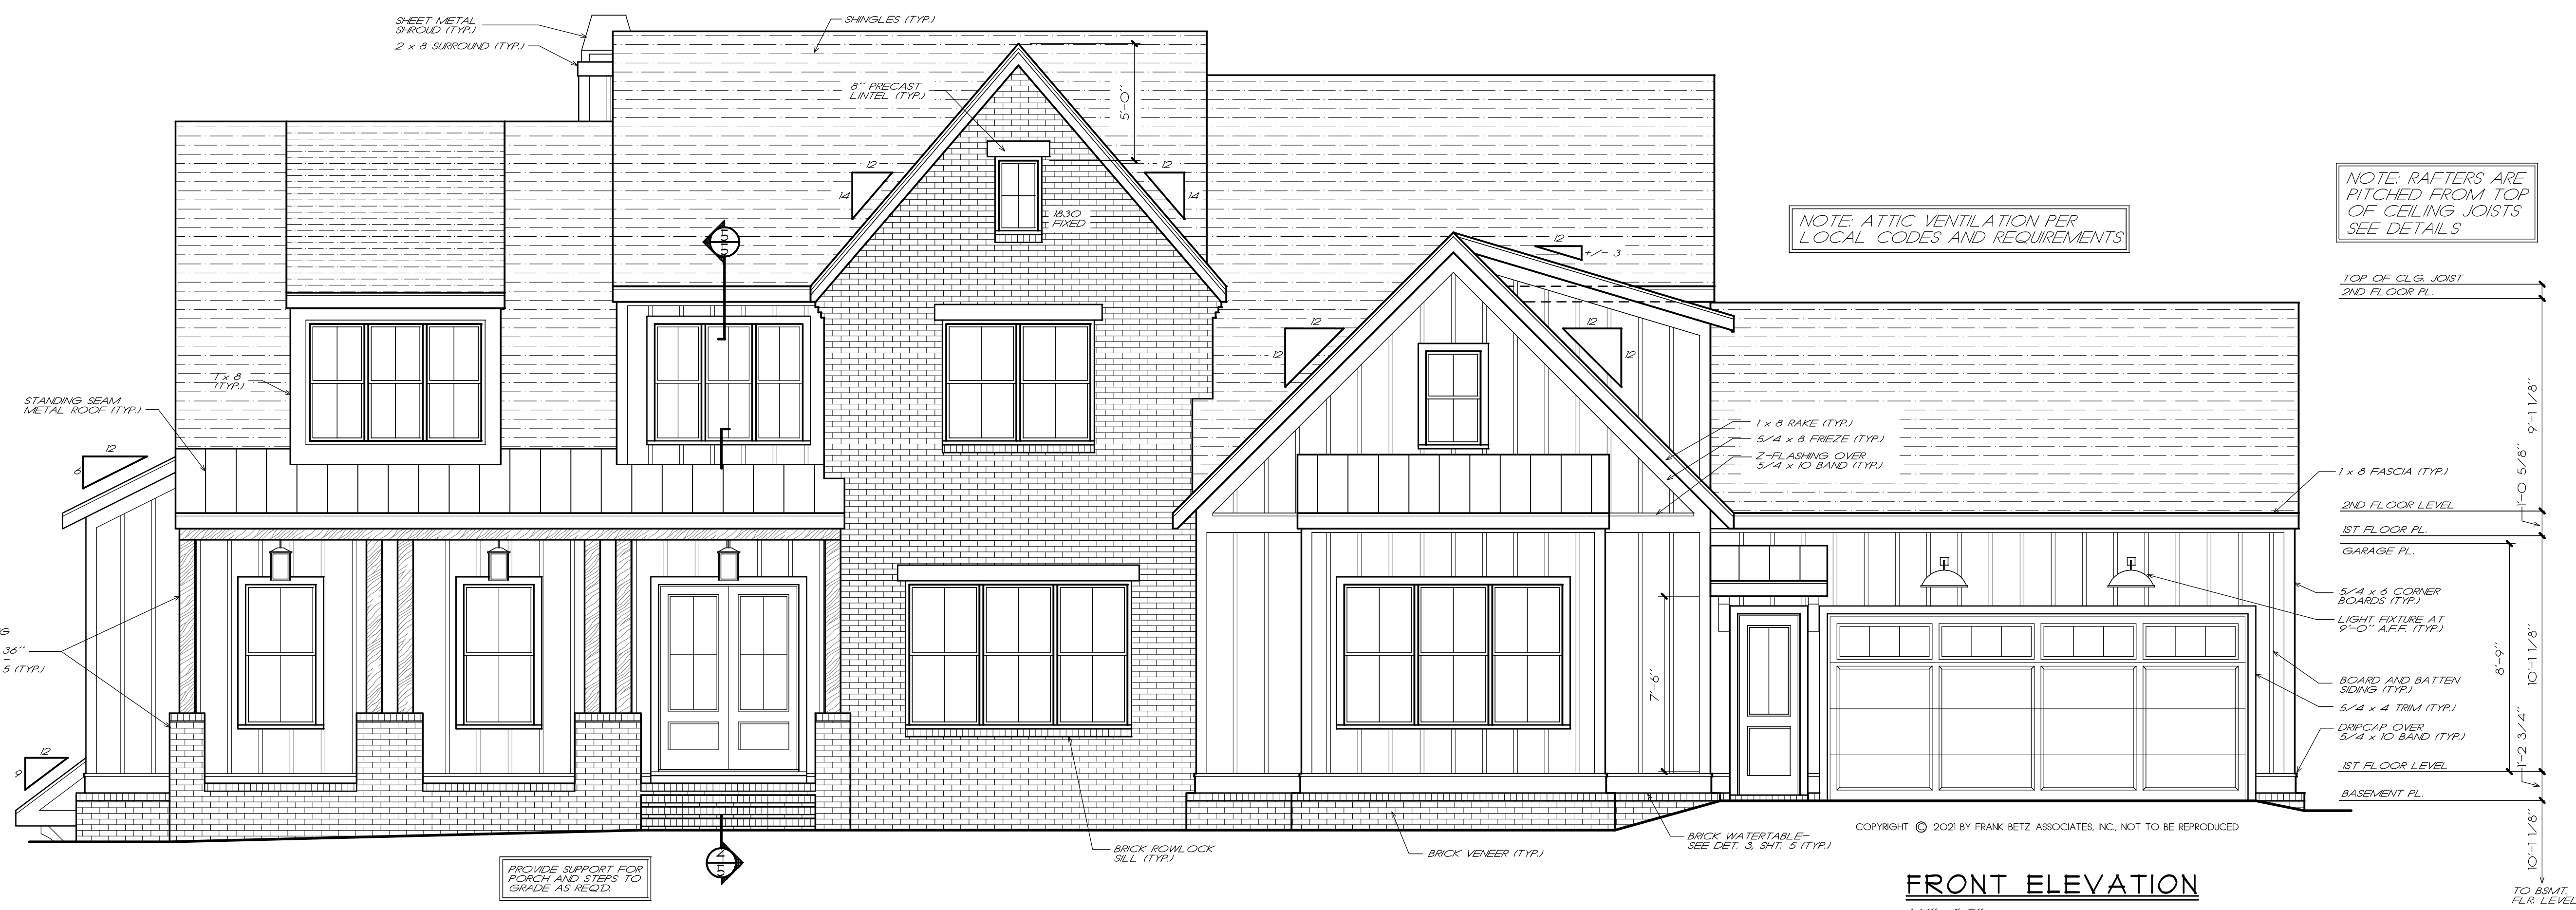 SHEET METAL
SHROUD (TYP.)
2 x 8 SURROUND (TYP.)
SHINGLES (TYP.)
8" PRECAST
LINTEL (TYP.)
5'-0"
12
14
12
14
1830
FIXED
5
5
12
+/- 3
NOTE: ATTIC VENTILATION PER
LOCAL CODES AND REQUIREMENTS
NOTE: RAFTERS ARE
PITCHED FROM TOP
OF CEILING JOISTS
SEE DETAILS
TOP OF CLG. JOIST
2ND FLOOR PL.
12
12
12
12
1 x 8
(TYP.)
STANDING SEAM
METAL ROOF (TYP.)
12
6
1 x 8 RAKE (TYP.)
5/4 x 8 FRIEZE (TYP.)
Z-FLASHING OVER
5/4 x 10 BAND (TYP.)
9'-1 1/8"
1'-0 5/8"
1 x 8 FASCIA (TYP.)
2ND FLOOR LEVEL
1ST FLOOR PL.
GARAGE PL.
5/4 x 6 CORNER
BOARDS (TYP.)
LIGHT FIXTURE AT
9'-0" A.F.F. (TYP.)
8'-9"
10'-1 1/8"
7'-6"
G
36"
-
5 (TYP.)
BOARD AND BATTEN
SIDING (TYP.)
5/4 x 4 TRIM (TYP.)
DRIPCAP OVER
5/4 x 10 BAND (TYP.)
1'-2 3/4"
1ST FLOOR LEVEL
BASEMENT PL.
12
9
COPYRIGHT © 2021 BY FRANK BETZ ASSOCIATES, INC., NOT TO BE REPRODUCED
BRICK WATERTABLE-
SEE DET. 3, SHT. 5 (TYP.)
BRICK ROWLOCK
SILL (TYP.)
BRICK VENEER (TYP.)
10'-1 1/8"
PROVIDE SUPPORT FOR
PORCH AND STEPS TO
GRADE AS REQ'D.
4
5
FRONT ELEVATION
TO BSMT.
FLR. LEVEL